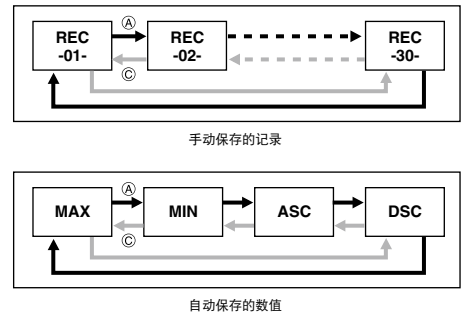 Ⓐ
REC REC REC
-01- -02- -30-
Ⓒ
手动保存的记录
Ⓐ
MAX MIN ASC DSC
Ⓒ
自动保存的数值